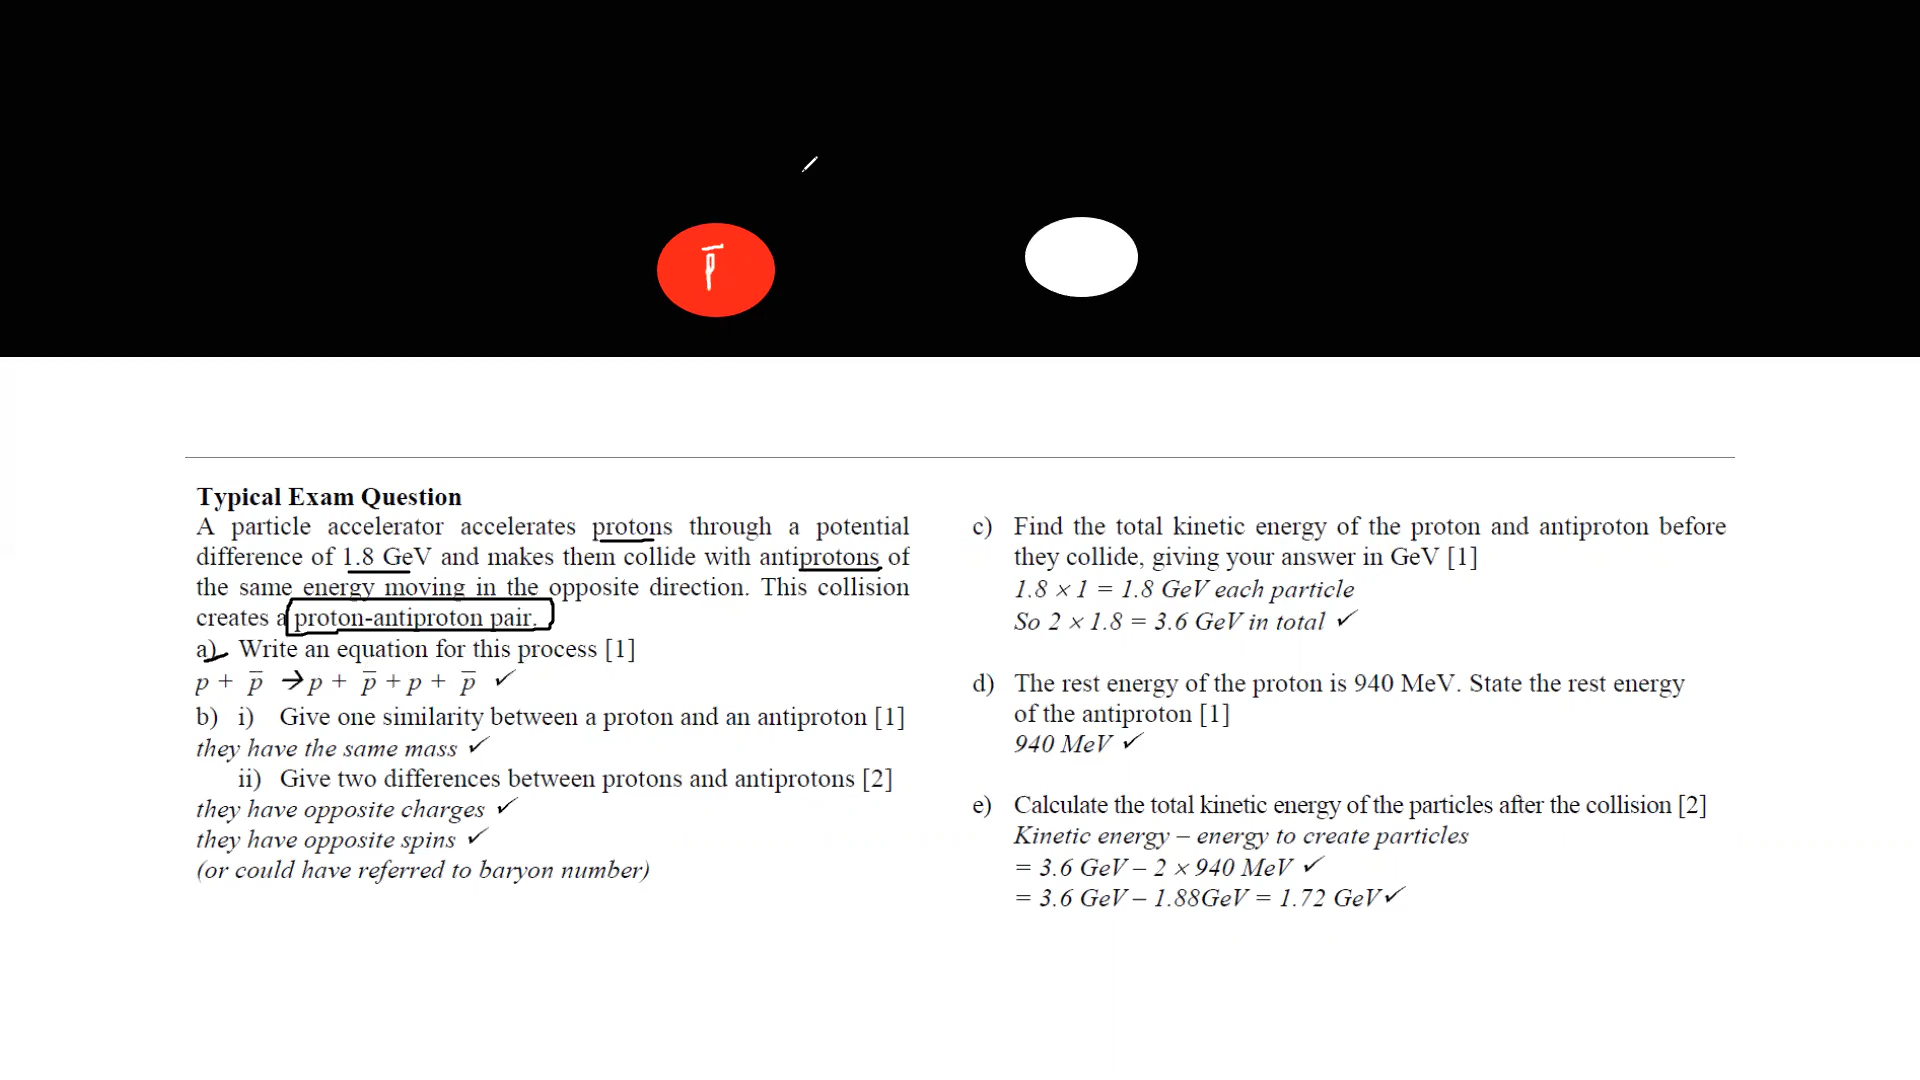 p̅
Typical Exam Question
A particle accelerator accelerates protons through a potential
difference of 1.8 GeV and makes them collide with antiprotons of
the same energy moving in the opposite direction. This collision
creates a proton-antiproton pair.
a) Write an equation for this process [1]
p + p̅ → p + p̅ + p + p̅ ✓
b) i) Give one similarity between a proton and an antiproton [1]
they have the same mass ✓
ii) Give two differences between protons and antiprotons [2]
they have opposite charges ✓
they have opposite spins ✓
(or could have referred to baryon number)
c) Find the total kinetic energy of the proton and antiproton before
they collide, giving your answer in GeV [1]
1.8 × 1 = 1.8 GeV each particle
So 2 × 1.8 = 3.6 GeV in total ✓
d) The rest energy of the proton is 940 MeV. State the rest energy
of the antiproton [1]
940 MeV ✓
e) Calculate the total kinetic energy of the particles after the collision [2]
Kinetic energy – energy to create particles
= 3.6 GeV – 2 × 940 MeV ✓
= 3.6 GeV – 1.88GeV = 1.72 GeV✓